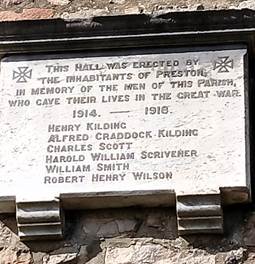 THIS HALL WAS ERECTED BY
THE INHABITANTS OF PRESTON,
IN MEMORY OF THE MEN OF THIS PARISH,
WHO GAVE THEIR LIVES IN THE GREAT WAR.
1914. — 1918.
HENRY KILDING
ALFRED CRADDOCK KILDING
CHARLES SCOTT
HAROLD WILLIAM SCRIVENER
WILLIAM SMITH
ROBERT HENRY WILSON